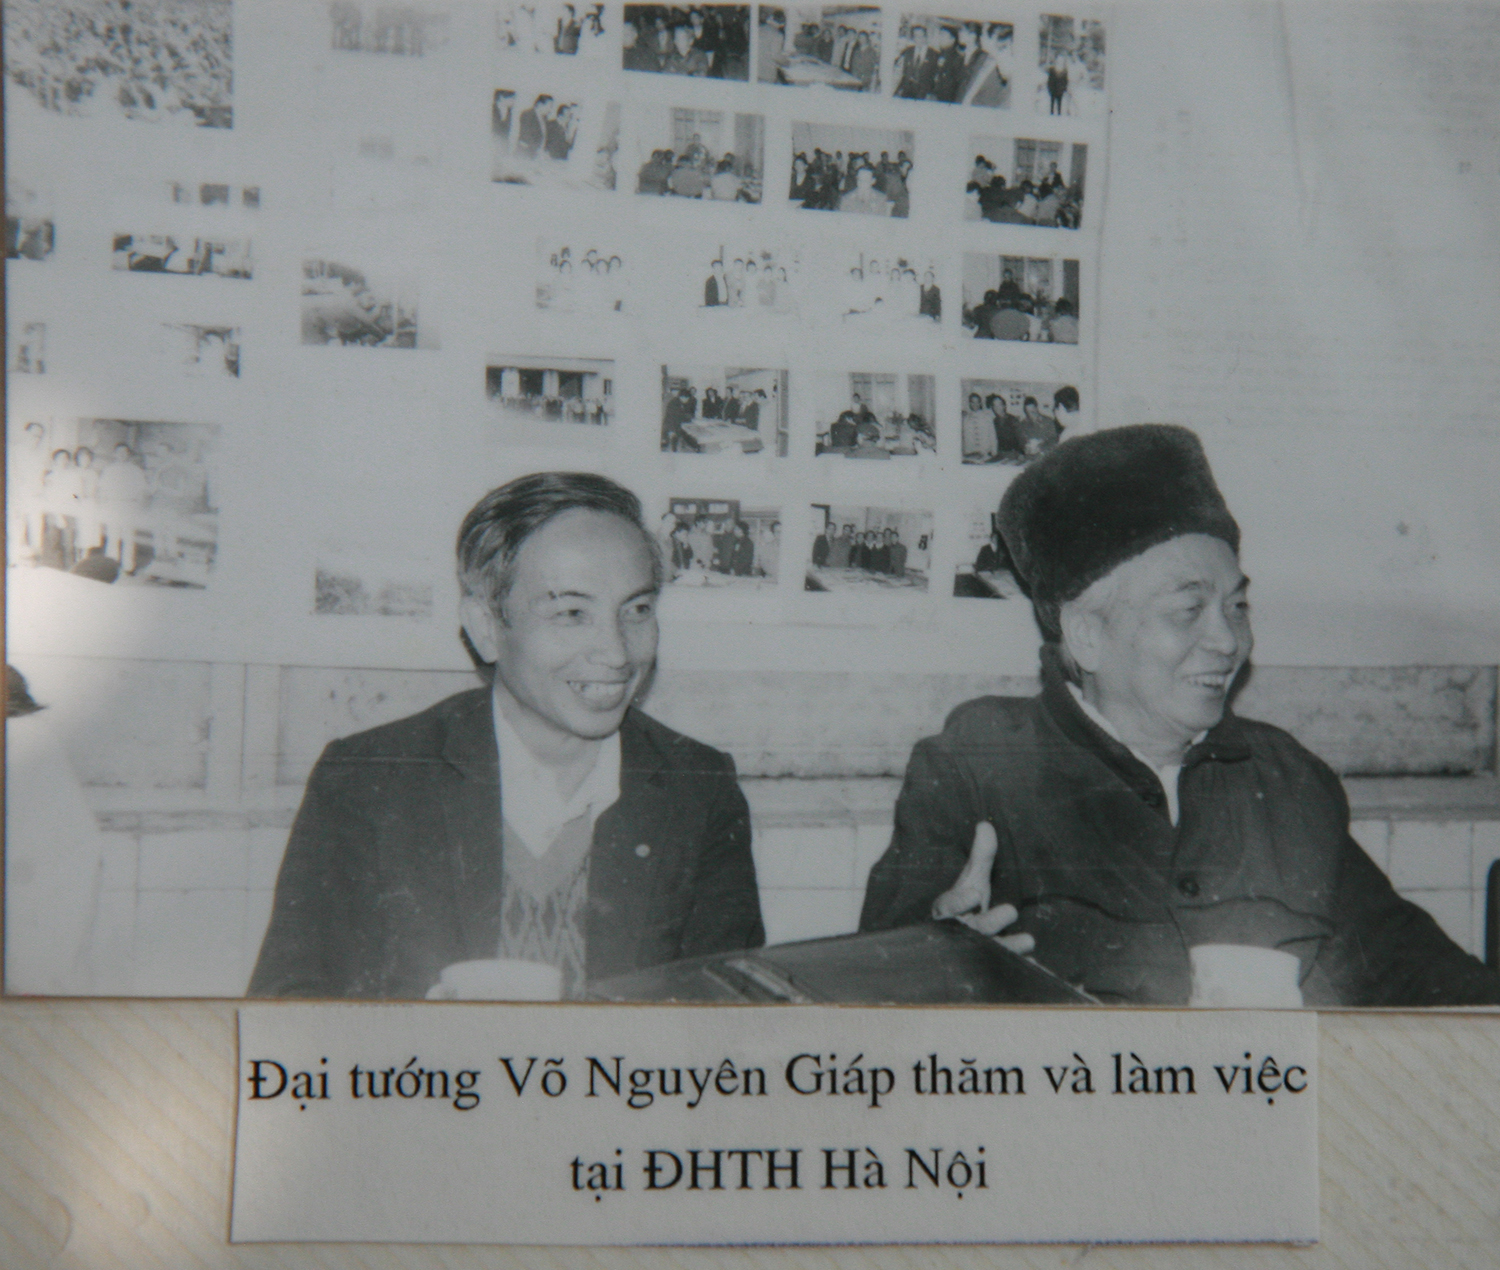 Đại tướng Võ Nguyên Giáp thăm và làm việc
tại ĐHTH Hà Nội